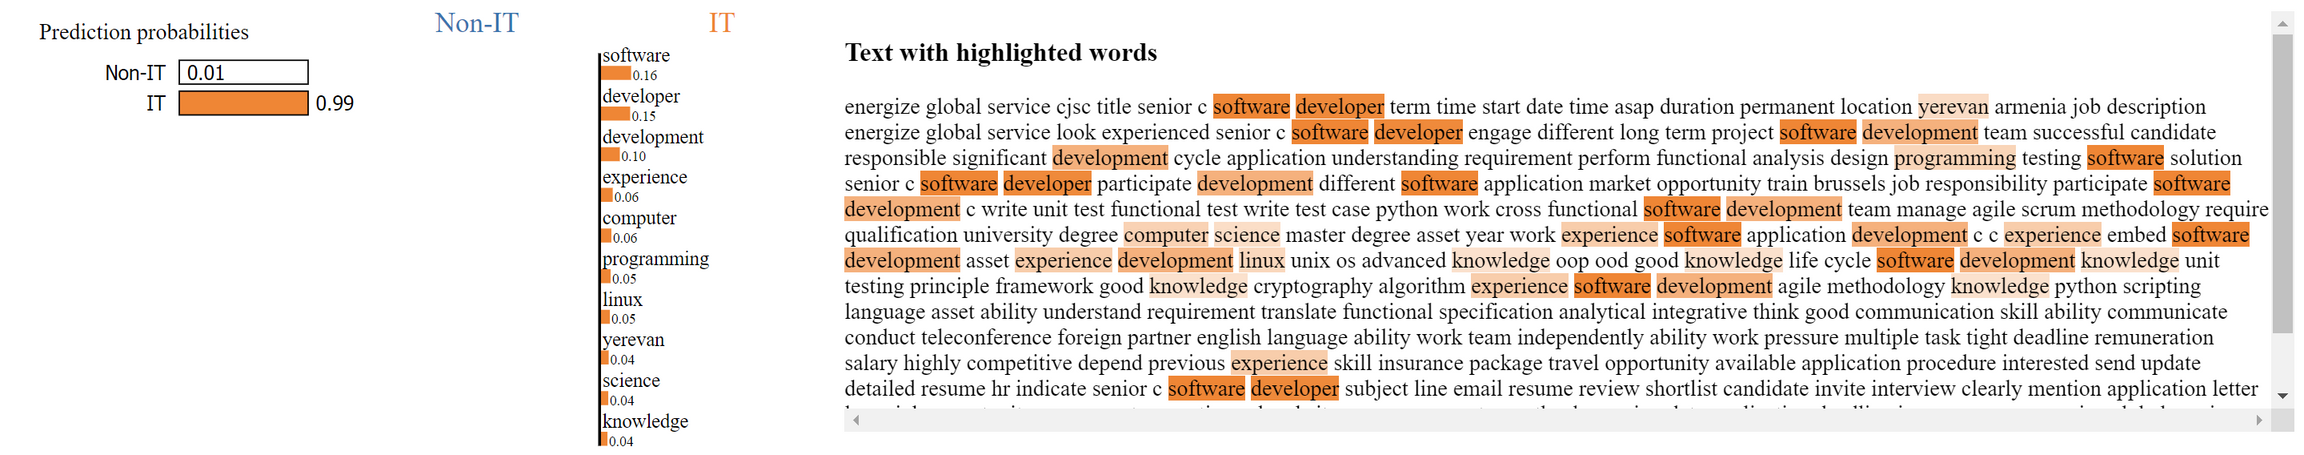 Prediction probabilities
Non-IT 0.01
IT 0.99
Non-IT IT
software
0.16
developer
0.15
development
0.10
experience
0.06
computer
0.06
programming
0.05
linux
0.05
yerevan
0.04
science
0.04
knowledge
0.04
Text with highlighted words
energize global service cjsc title senior c software developer term time start date time asap duration permanent location yerevan armenia job description
energize global service look experienced senior c software developer engage different long term project software development team successful candidate
responsible significant development cycle application understanding requirement perform functional analysis design programming testing software solution
senior c software developer participate development different software application market opportunity train brussels job responsibility participate software
development c write unit test functional test write test case python work cross functional software development team manage agile scrum methodology require
qualification university degree computer science master degree asset year work experience software application development c c experience embed software
development asset experience development linux unix os advanced knowledge oop ood good knowledge life cycle software development knowledge unit
testing principle framework good knowledge cryptography algorithm experience software development agile methodology knowledge python scripting
language asset ability understand requirement translate functional specification analytical integrative think good communication skill ability communicate
conduct teleconference foreign partner english language ability work team independently ability work pressure multiple task tight deadline remuneration
salary highly competitive depend previous experience skill insurance package travel opportunity available application procedure interested send update
detailed resume hr indicate senior c software developer subject line email resume review shortlist candidate invite interview clearly mention application letter